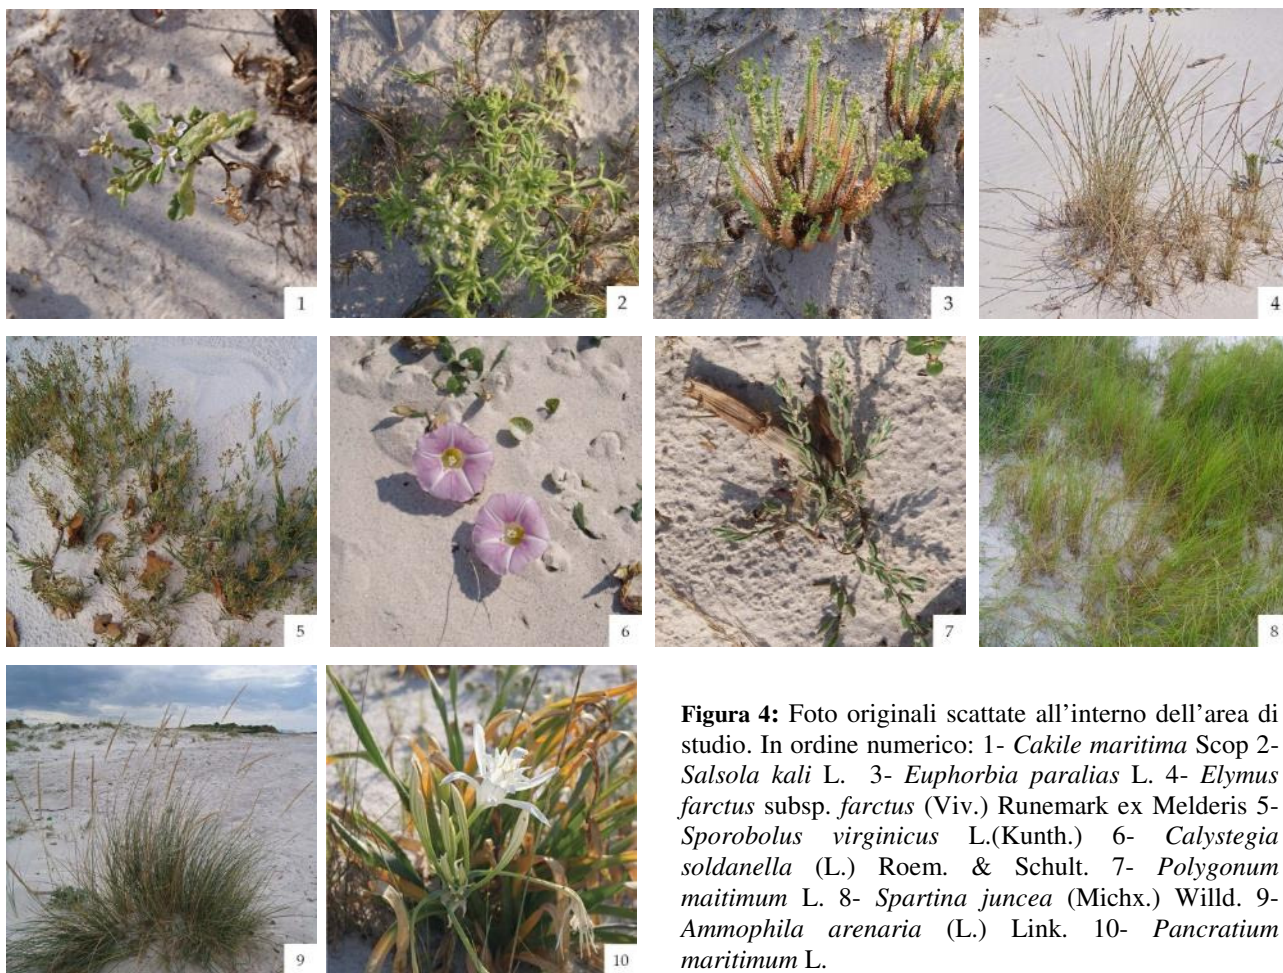 1
2
3
4
5
6
7
8
9
10
Figura 4: Foto originali scattate all’interno dell’area di
studio. In ordine numerico: 1- Cakile maritima Scop 2-
Salsola kali L. 3- Euphorbia paralias L. 4- Elymus
farctus subsp. farctus (Viv.) Runemark ex Melderis 5-
Sporobolus virginicus L.(Kunth.) 6- Calystegia
soldanella (L.) Roem. & Schult. 7- Polygonum
maitimum L. 8- Spartina juncea (Michx.) Willd. 9-
Ammophila arenaria (L.) Link. 10- Pancratium
maritimum L.